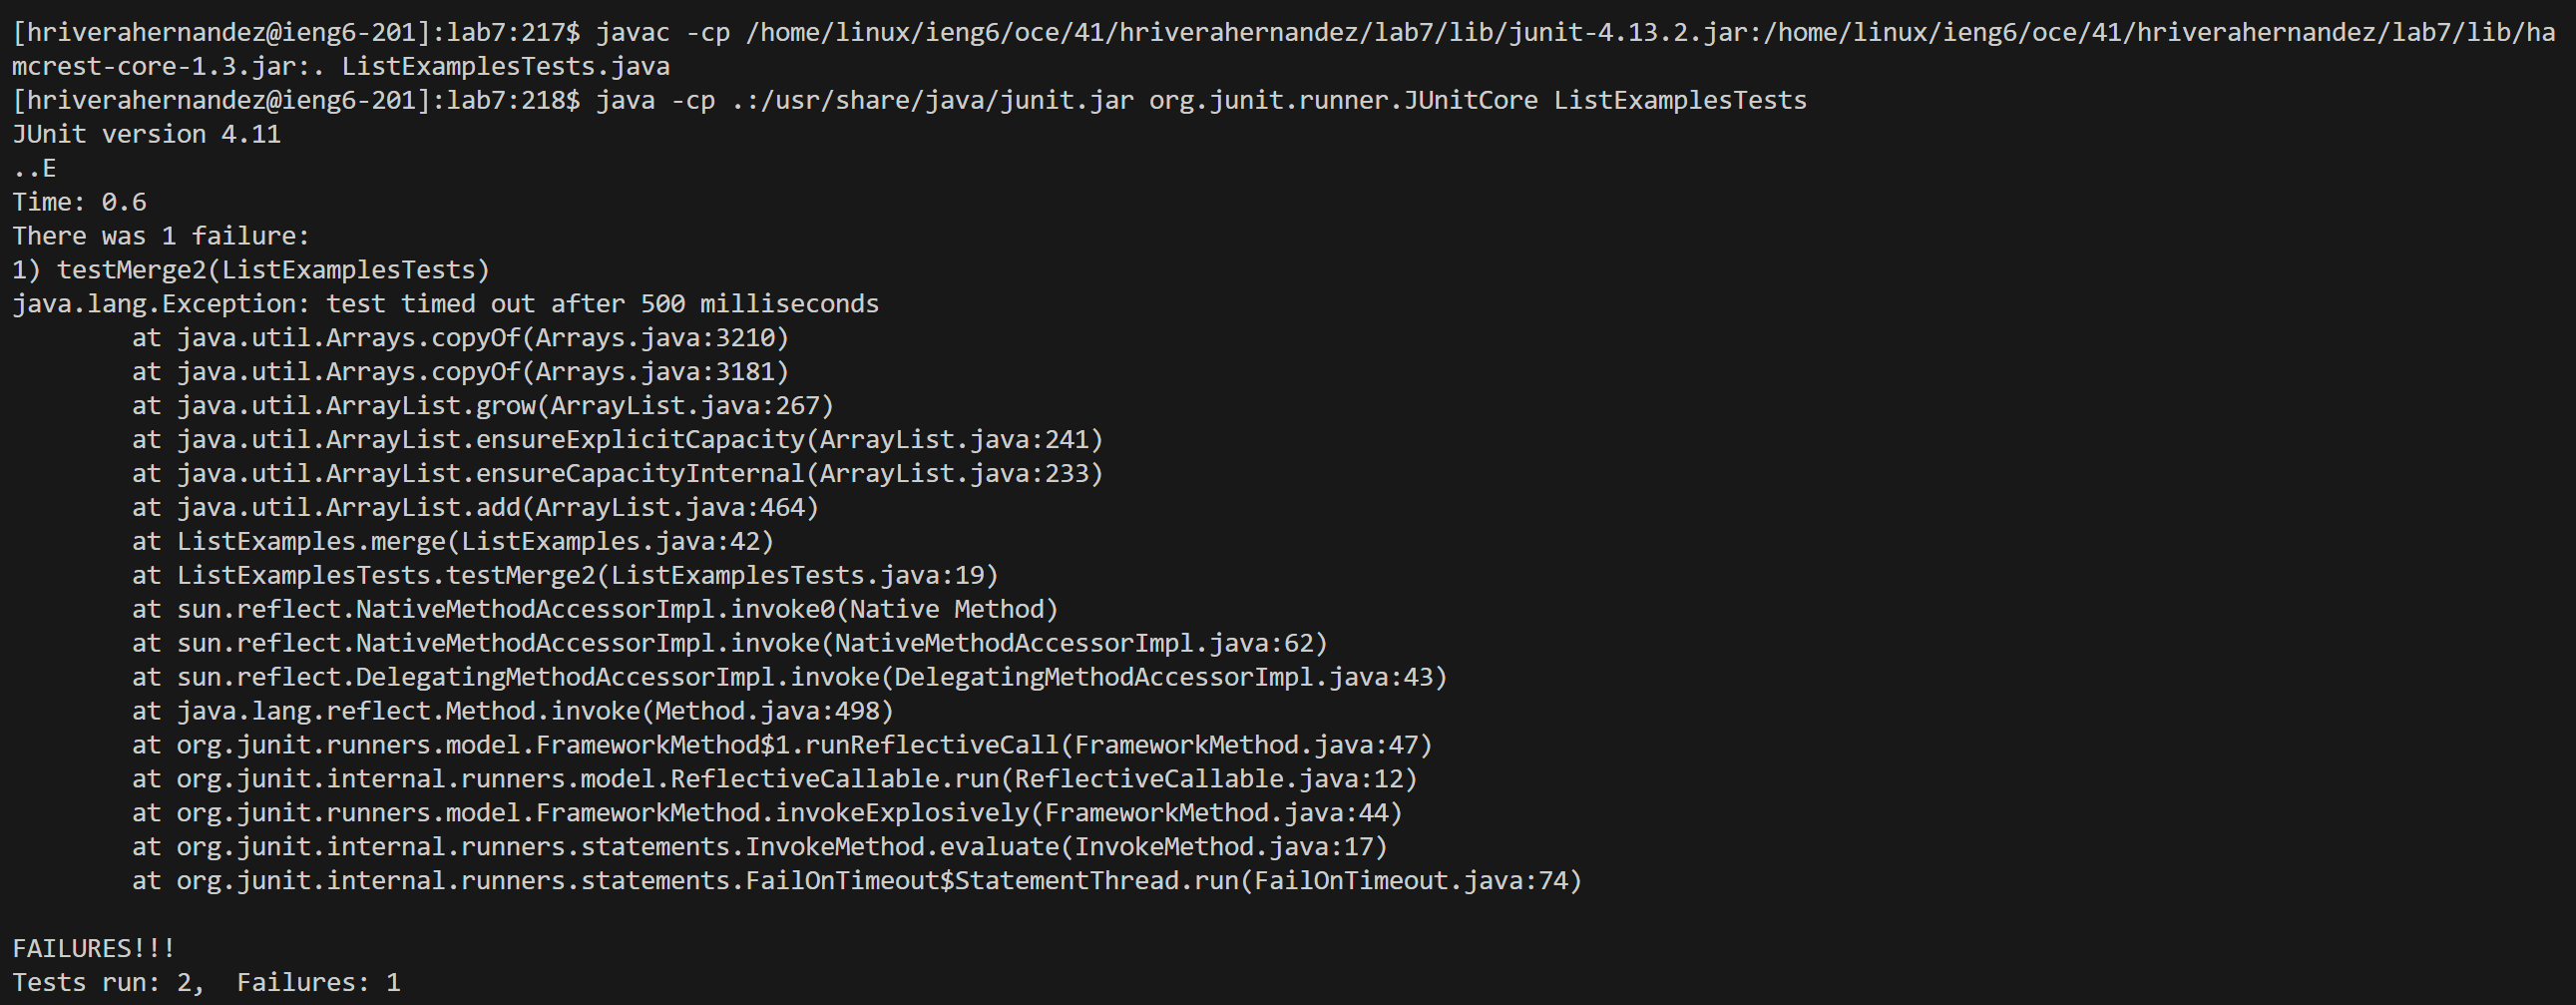 [hriverahernandez@ieng6-201]:lab7:217$ javac -cp /home/linux/ieng6/oce/41/hriverahernandez/lab7/lib/junit-4.13.2.jar:/home/linux/ieng6/oce/41/hriverahernandez/lab7/lib/ha
mcrest-core-1.3.jar:. ListExamplesTests.java
[hriverahernandez@ieng6-201]:lab7:218$ java -cp .:/usr/share/java/junit.jar org.junit.runner.JUnitCore ListExamplesTests
JUnit version 4.11
..E
Time: 0.6
There was 1 failure:
1) testMerge2(ListExamplesTests)
java.lang.Exception: test timed out after 500 milliseconds
        at java.util.Arrays.copyOf(Arrays.java:3210)
        at java.util.Arrays.copyOf(Arrays.java:3181)
        at java.util.ArrayList.grow(ArrayList.java:267)
        at java.util.ArrayList.ensureExplicitCapacity(ArrayList.java:241)
        at java.util.ArrayList.ensureCapacityInternal(ArrayList.java:233)
        at java.util.ArrayList.add(ArrayList.java:464)
        at ListExamples.merge(ListExamples.java:42)
        at ListExamplesTests.testMerge2(ListExamplesTests.java:19)
        at sun.reflect.NativeMethodAccessorImpl.invoke0(Native Method)
        at sun.reflect.NativeMethodAccessorImpl.invoke(NativeMethodAccessorImpl.java:62)
        at sun.reflect.DelegatingMethodAccessorImpl.invoke(DelegatingMethodAccessorImpl.java:43)
        at java.lang.reflect.Method.invoke(Method.java:498)
        at org.junit.runners.model.FrameworkMethod$1.runReflectiveCall(FrameworkMethod.java:47)
        at org.junit.internal.runners.model.ReflectiveCallable.run(ReflectiveCallable.java:12)
        at org.junit.runners.model.FrameworkMethod.invokeExplosively(FrameworkMethod.java:44)
        at org.junit.internal.runners.statements.InvokeMethod.evaluate(InvokeMethod.java:17)
        at org.junit.internal.runners.statements.FailOnTimeout$StatementThread.run(FailOnTimeout.java:74)

FAILURES!!!
Tests run: 2,  Failures: 1